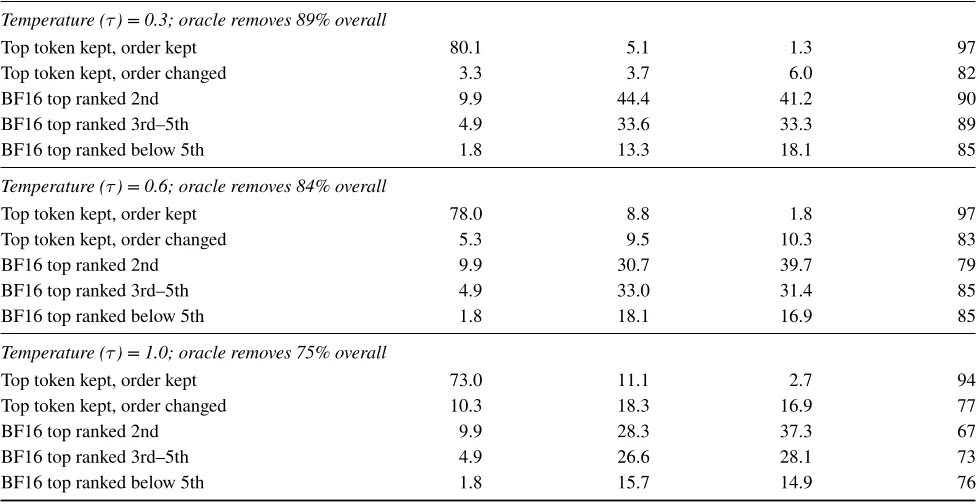 Temperature (τ) = 0.3; oracle removes 89% overall
Top token kept, order kept 80.1 5.1 1.3 97
Top token kept, order changed 3.3 3.7 6.0 82
BF16 top ranked 2nd 9.9 44.4 41.2 90
BF16 top ranked 3rd–5th 4.9 33.6 33.3 89
BF16 top ranked below 5th 1.8 13.3 18.1 85
Temperature (τ) = 0.6; oracle removes 84% overall
Top token kept, order kept 78.0 8.8 1.8 97
Top token kept, order changed 5.3 9.5 10.3 83
BF16 top ranked 2nd 9.9 30.7 39.7 79
BF16 top ranked 3rd–5th 4.9 33.0 31.4 85
BF16 top ranked below 5th 1.8 18.1 16.9 85
Temperature (τ) = 1.0; oracle removes 75% overall
Top token kept, order kept 73.0 11.1 2.7 94
Top token kept, order changed 10.3 18.3 16.9 77
BF16 top ranked 2nd 9.9 28.3 37.3 67
BF16 top ranked 3rd–5th 4.9 26.6 28.1 73
BF16 top ranked below 5th 1.8 15.7 14.9 76